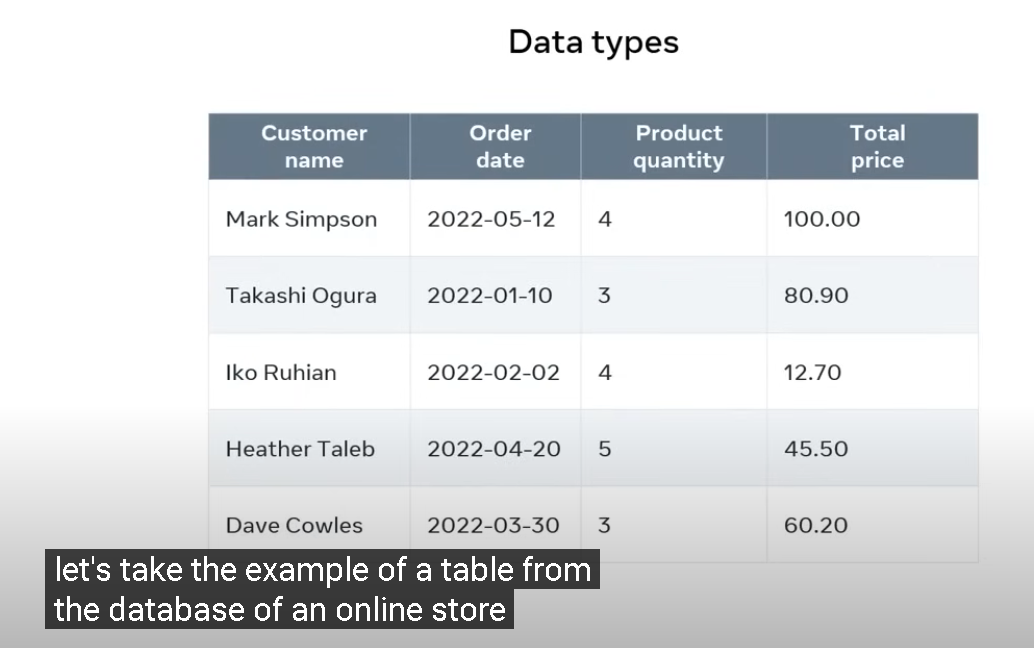 Data types
Customer name Order date Product quantity Total price
Mark Simpson 2022-05-12 4 100.00
Takashi Ogura 2022-01-10 3 80.90
Iko Ruhian 2022-02-02 4 12.70
Heather Taleb 2022-04-20 5 45.50
Dave Cowles 2022-03-30 3 60.20
let's take the example of a table from
the database of an online store